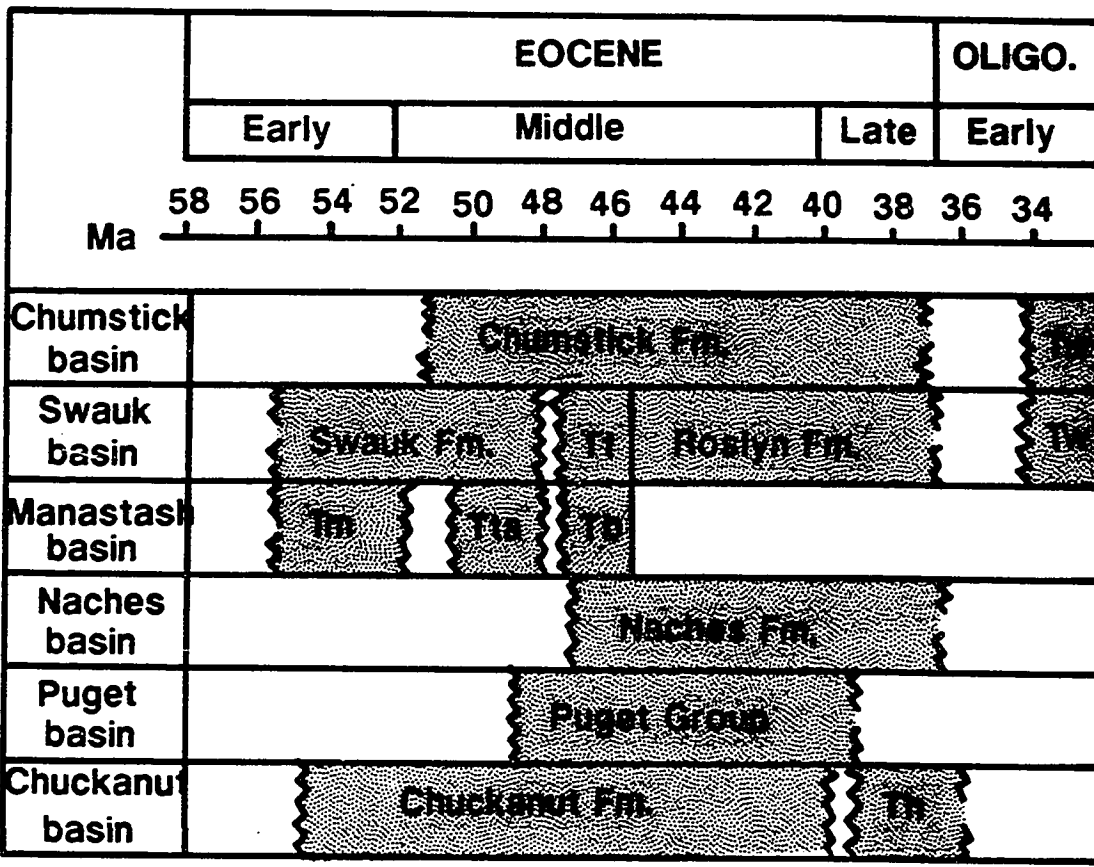 EOCENE OLIGO.
Early Middle Late Early
58 56 54 52 50 48 46 44 42 40 38 36 34
Ma
Chumstick
basin
Chumstick Fm.
Swauk
basin
Swauk Fm. Tt Roslyn Fm.
Manastash
basin
Tm Tta Tb
Naches
basin
Naches Fm.
Puget
basin
Puget Group
Chuckanut
basin
Chuckanut Fm. Th